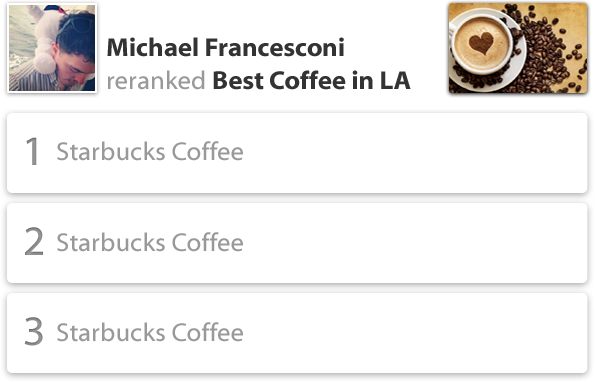 Michael Francesconi
reranked Best Coffee in LA
1 Starbucks Coffee
2 Starbucks Coffee
3 Starbucks Coffee